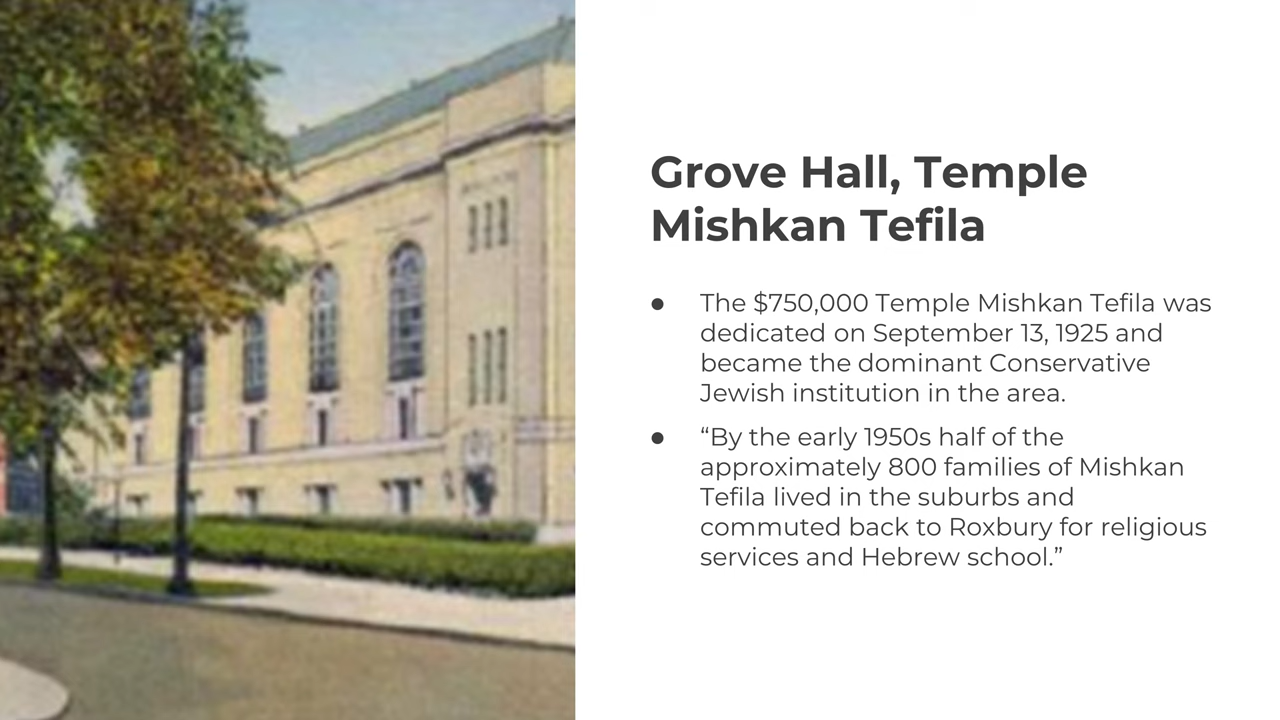 Grove Hall, Temple
Mishkan Tefila
● The $750,000 Temple Mishkan Tefila was
dedicated on September 13, 1925 and
became the dominant Conservative
Jewish institution in the area.
● “By the early 1950s half of the
approximately 800 families of Mishkan
Tefila lived in the suburbs and
commuted back to Roxbury for religious
services and Hebrew school.”